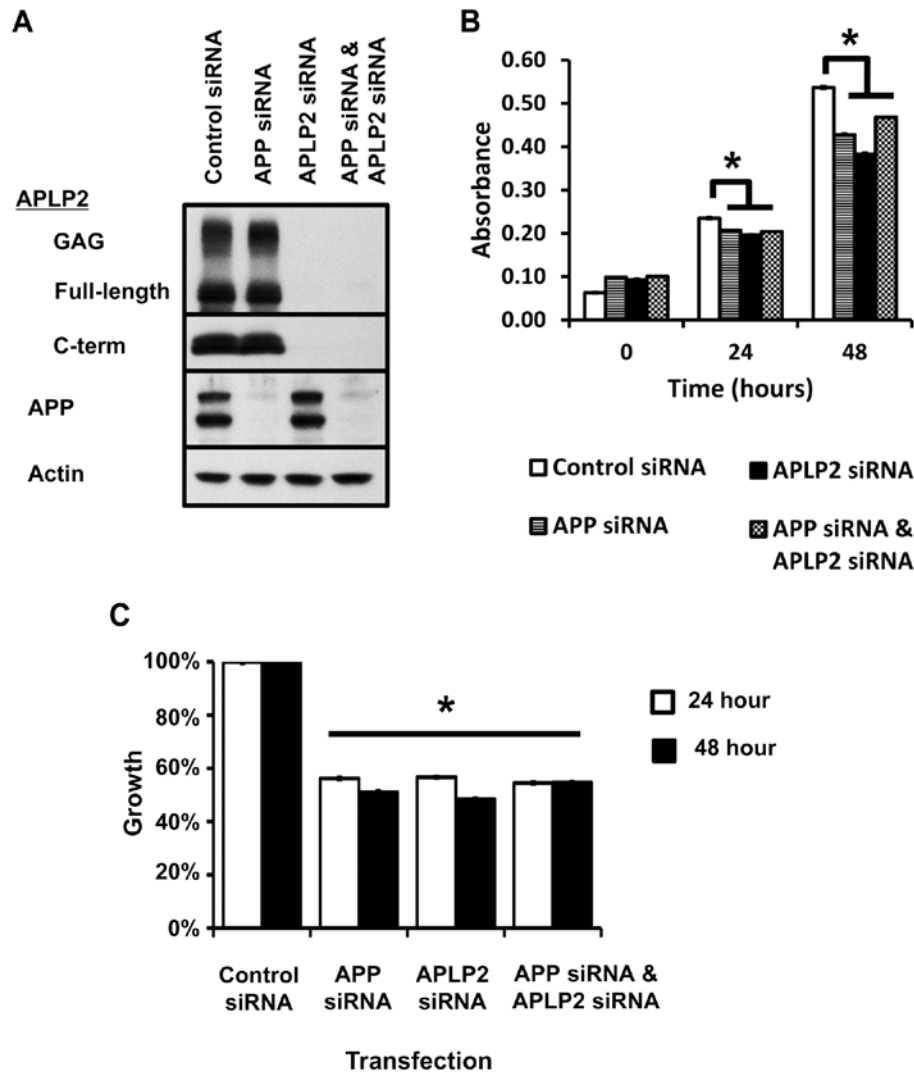 A
Control siRNA
APP siRNA
APLP2 siRNA
APP siRNA &
APLP2 siRNA
APLP2
GAG
Full-length
C-term
APP
Actin
B
*
*
0.60
0.50
0.40
0.30
0.20
0.10
0.00
Absorbance
0 24 48
Time (hours)
Control siRNA
APLP2 siRNA
APP siRNA
APP siRNA &
APLP2 siRNA
C
100%
80%
60%
40%
20%
0%
Growth
*
24 hour
48 hour
Control
siRNA
APP
siRNA
APLP2
siRNA
APP siRNA &
APLP2 siRNA
Transfection